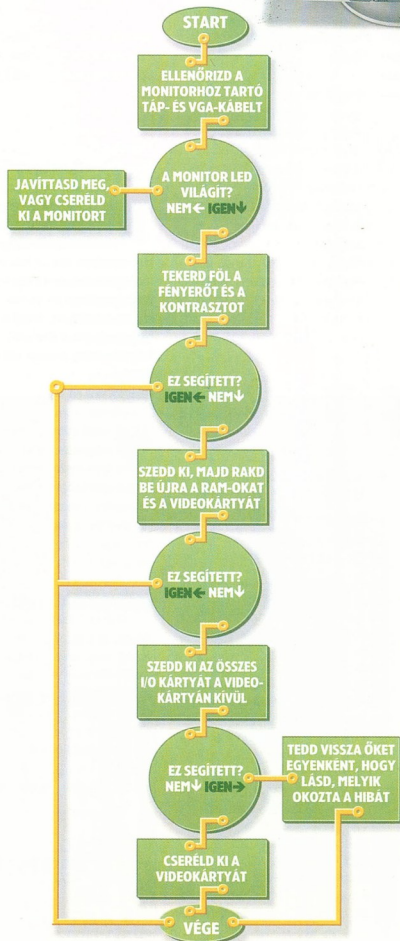 START
ELLENŐRIZD A
MONITORHOZ TARTÓ
TÁP- ÉS VGA-KÁBELT
A MONITOR LED
VILÁGÍT?
NEM← IGEN↓
JAVÍTTASD MEG,
VAGY CSERÉLD
KI A MONITORT
TEKERD FÖL A
FÉNYERŐT ÉS A
KONTRASZTOT
EZ SEGÍTETT?
IGEN← NEM↓
SZEDD KI, MAJD RAKD
BE ÚJRA A RAM-OKAT
ÉS A VIDEOKÁRTYÁT
EZ SEGÍTETT?
IGEN← NEM↓
SZEDD KI AZ ÖSSZES
I/O KÁRTYÁT A VIDEO-
KÁRTYÁN KÍVÜL
EZ SEGÍTETT?
NEM↓ IGEN→
TEDD VISSZA ŐKET
EGYENKÉNT, HOGY
LÁSD, MELYIK
OKOZTA A HIBÁT
CSERÉLD KI A
VIDEOKÁRTYÁT
VÉGE